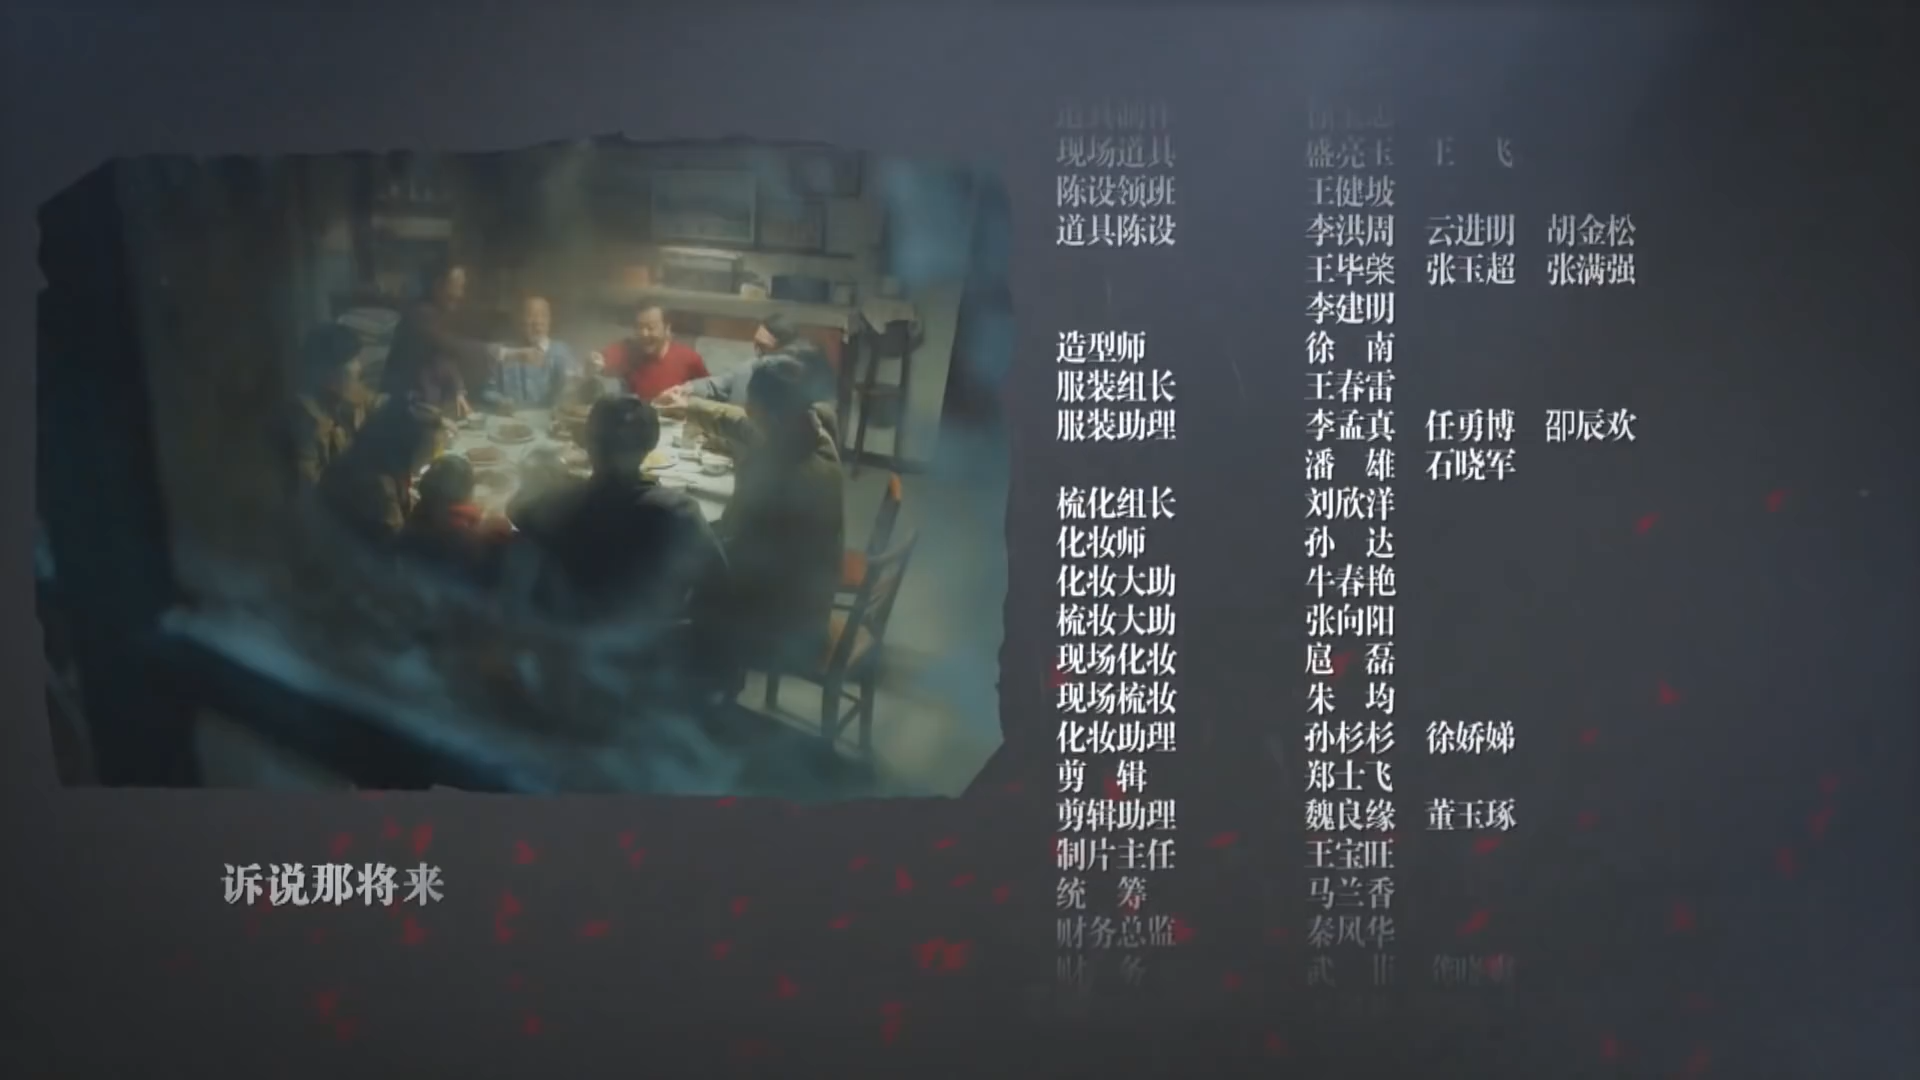 现场道具 盛亮玉 王 飞
陈设领班 王健坡
道具陈设 李洪周 云进明 胡金松
王毕棨 张玉超 张满强
李建明
造型师 徐 南
服装组长 王春雷
服装助理 李孟真 任勇博 邵辰欢
潘 雄 石晓军
梳化组长 刘欣洋
化妆师 孙 达
化妆大助 牛春艳
梳妆大助 张向阳
现场化妆 扈 磊
现场梳妆 朱 均
化妆助理 孙杉杉 徐娇娣
剪 辑 郑士飞
剪辑助理 魏良缘 董玉琢
制片主任 王宝旺
统 筹 马兰香
财务总监 秦风华
财 务
诉说那将来